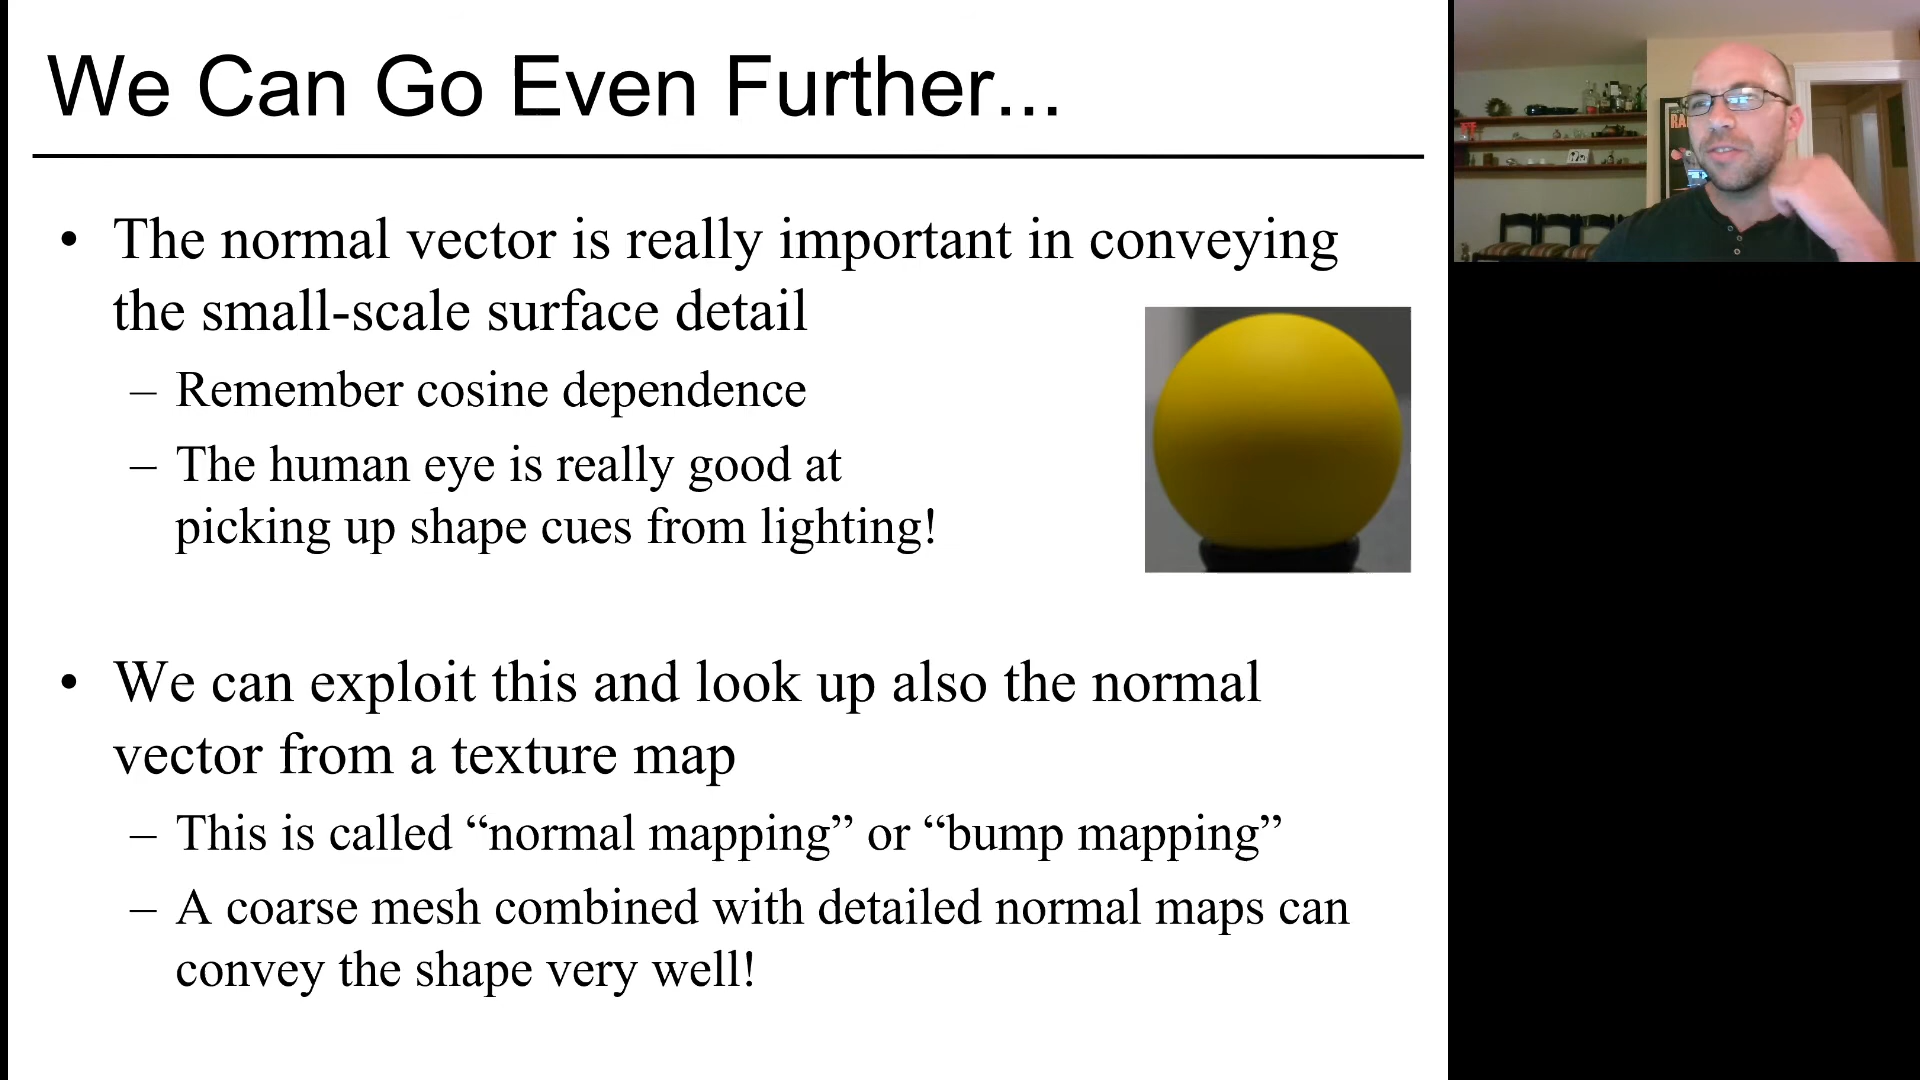 We Can Go Even Further...
• The normal vector is really important in conveying
the small-scale surface detail
– Remember cosine dependence
– The human eye is really good at
picking up shape cues from lighting!
• We can exploit this and look up also the normal
vector from a texture map
– This is called “normal mapping” or “bump mapping”
– A coarse mesh combined with detailed normal maps can
convey the shape very well!